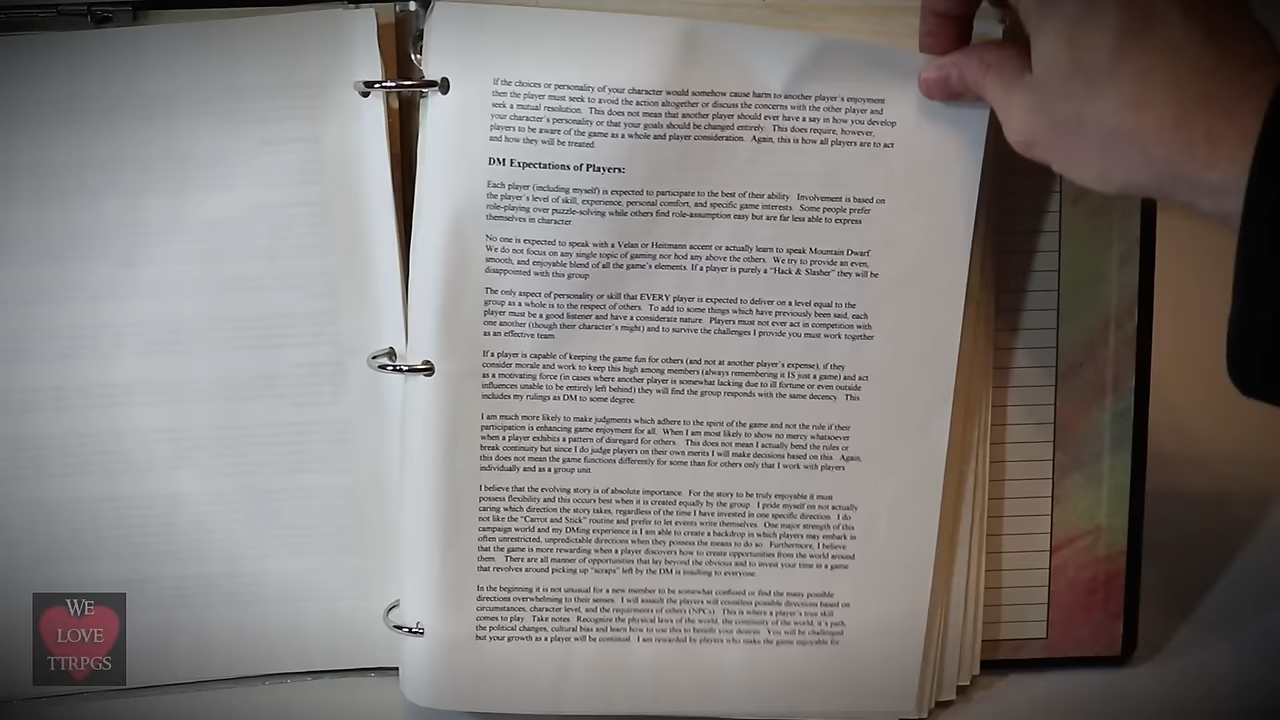 If the choices or personality of your character would somehow cause harm to another player's enjoyment
then the player must seek to avoid the action altogether or discuss the concerns with the other player and
seek a mutual resolution. This does not mean that another player should ever have a say in how you develop
your character's personality or that your goals should be changed entirely. This does require, however,
players to be aware of the game as a whole and player consideration. Again, this is how all players are to act
and how they will be treated.
DM Expectations of Players:
Each player (including myself) is expected to participate to the best of their ability. Involvement is based on
the player's level of skill, experience, personal comfort, and specific game interests. Some people prefer
role-playing over puzzle-solving while others find role-assumption easy but are far less able to express
themselves in character.
No one is expected to speak with a Velan or Heitmann accent or actually learn to speak Mountain Dwarf.
We do not focus on any single topic of gaming nor hod any above the others. We try to provide an even,
smooth, and enjoyable blend of all the game's elements. If a player is purely a "Hack & Slasher" they will be
disappointed with this group.
The only aspect of personality or skill that EVERY player is expected to deliver on a level equal to the
group as a whole is to the respect of others. To add to some things which have previously been said, each
player must be a good listener and have a considerate nature. Players must not ever act in competition with
one another (though their character's might) and to survive the challenges I provide you must work together
as an effective team.
If a player is capable of keeping the game fun for others (and not at another player's expense), if they
consider morale and work to keep this high among members (always remembering it IS just a game) and act
as a motivating force (in cases where another player is somewhat lacking due to ill fortune or even outside
influences unable to be entirely left behind) they will find the group responds with the same decency. This
includes my rulings as DM to some degree.
I am much more likely to make judgments which adhere to the spirit of the game and not the rule if their
participation is enhancing game enjoyment for all. When I am most likely to show no mercy whatsoever
when a player exhibits a pattern of disregard for others. This does not mean I actually bend the rules or
break continuity but since I do judge players on their own merits I will make decisions based on this. Again,
this does not mean the game functions differently for some than for others only that I work with players
individually and as a group unit.
I believe that the evolving story is of absolute importance. For the story to be truly enjoyable it must
possess flexibility and this occurs best when it is created equally by the group. I pride myself on not actually
caring which direction the story takes, regardless of the time I have invested in one specific direction. I do
not like the "Carrot and Stick" routine and prefer to let events write themselves. One major strength of this
campaign world and my DMing experience is I am able to create a backdrop in which players may embark in
often unrestricted, unpredictable directions when they possess the means to do so. Furthermore, I believe
that the game is more rewarding when a player discovers how to create opportunities from the world around
them. There are all manner of opportunities that lay beyond the obvious and to invest your time in a game
that revolves around picking up "scraps" left by the DM is insulting to everyone.
In the beginning it is not unusual for a new member to be somewhat confused or find the many possible
directions overwhelming to their senses. I will assault the players will countless possible directions based on
circumstances, character level, and the requirments of others (NPCs). This is where a player's true skill
comes to play. Take notes. Recognize the physical laws of the world, the continuity of the world, it's path,
the political changes, cultural bias and learn how to use this to benefit your desires. You will be challenged
but your growth as a player will be continual. I am rewarded by players who make the game enjoyable for
WE
LOVE
TTRPGS